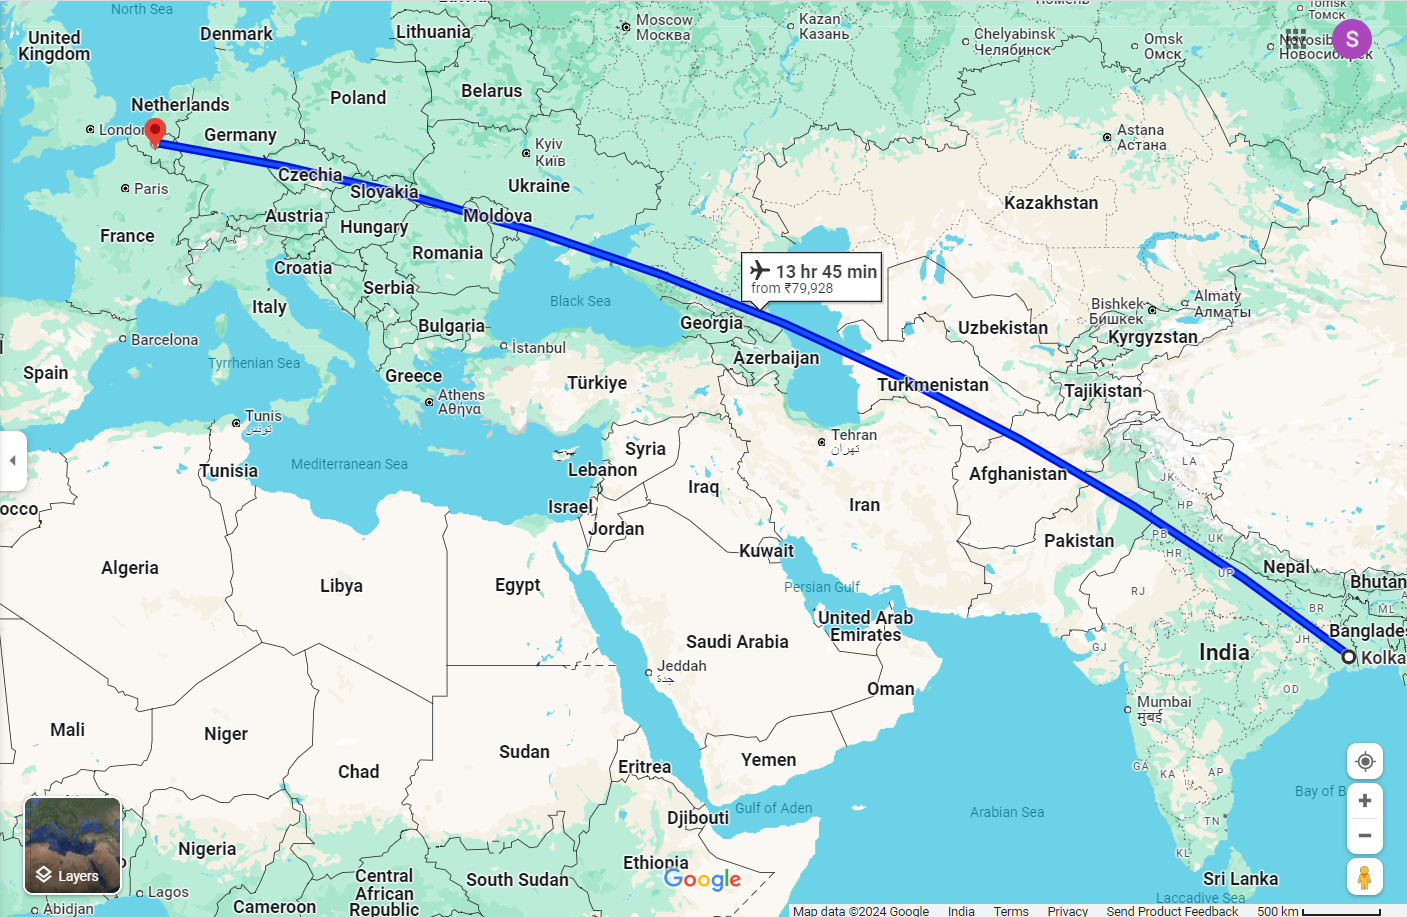 North Sea
United
Kingdom
Denmark
Lithuania
Moscow
Москва
Kazan
Казань
Chelyabinsk
Челябинск
Omsk
Омск
Tomsk
Томск
S
Netherlands
Poland
Belarus
London
Germany
Kyiv
Київ
Astana
Астана
Czechia
Paris
Slovakia
Ukraine
Kazakhstan
Austria
Hungary
Moldova
France
Romania
Croatia
13 hr 45 min
from ₹79,928
Serbia
Italy
Black Sea
Bishkek
Бишкек
Almaty
Алматы
Bulgaria
Georgia
Uzbekistan
Kyrgyzstan
Barcelona
İstanbul
Azerbaijan
Spain
Tyrrhenian Sea
Greece
Türkiye
Turkmenistan
Tajikistan
Athens
Αθήνα
Tunis
تونس
Tehran
تهران
Syria
Tunisia
Mediterranean Sea
Lebanon
Afghanistan
LA
JK
Iraq
Iran
HP
occo
Israel
Jordan
Pakistan
PB
UK
HR
Kuwait
Algeria
Libya
Egypt
Persian Gulf
Nepal
UP
Bhutan
RJ
BR
ML
United Arab
Emirates
Banglades
JH
Saudi Arabia
GJ
India
Kolka
Jeddah
جدة
Oman
OD
Mumbai
मुंबई
Mali
Niger
Sudan
Yemen
Chad
Eritrea
GA
KA
AP
Bay of B
Gulf of Aden
Arabian Sea
Djibouti
TN
Nigeria
Ethiopia
KL
Layers
Central
African
Republic
South Sudan
Google
Sri Lanka
Lagos
Laccadive Sea
Abidjan
Cameroon
Map data ©2024 Google India Terms Privacy Send Product Feedback 500 km